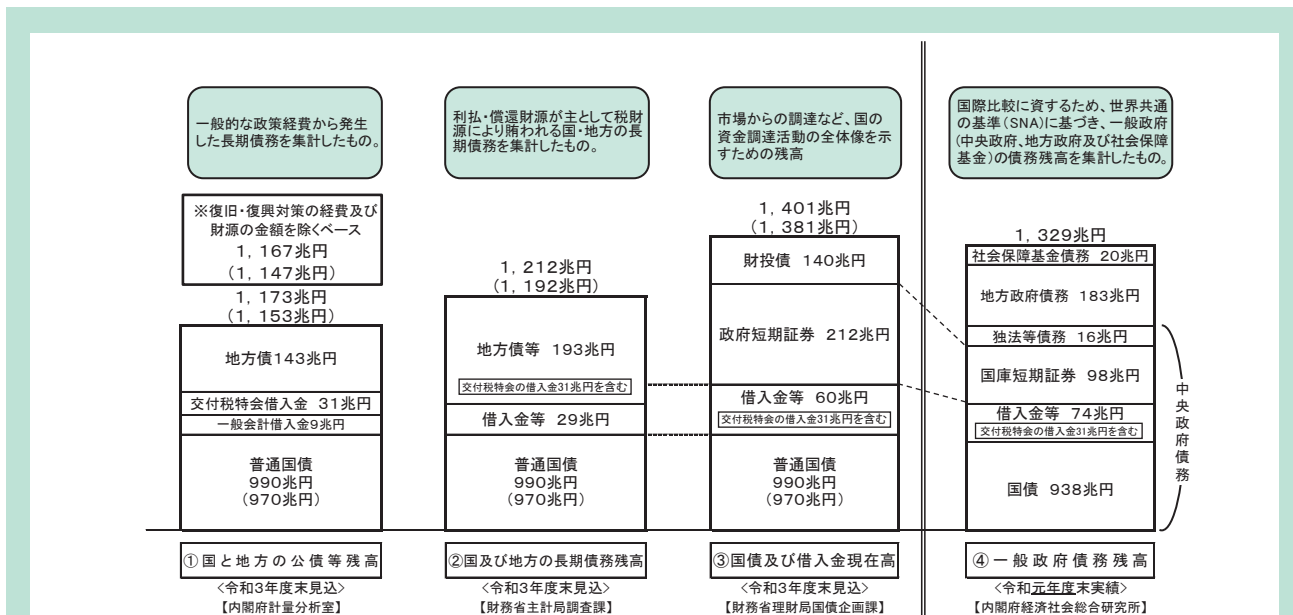 一般的な政策経費から発生
した長期債務を集計したもの。
※復旧・復興対策の経費及び
財源の金額を除くベース
1,167兆円
(1,147兆円)
1,173兆円
(1,153兆円)
地方債143兆円
交付税特会借入金 31兆円
一般会計借入金9兆円
普通国債
990兆円
(970兆円)
①国と地方の公債等残高
<令和3年度末見込>
【内閣府計量分析室】
利払・償還財源が主として税財
源により賄われる国・地方の長
期債務を集計したもの。
1,212兆円
(1,192兆円)
地方債等 193兆円
交付税特会の借入金31兆円を含む
借入金等 29兆円
普通国債
990兆円
(970兆円)
②国及び地方の長期債務残高
<令和3年度末見込>
【財務省主計局調査課】
市場からの調達など、国の
資金調達活動の全体像を示
すための残高
1,401兆円
(1,381兆円)
財投債 140兆円
政府短期証券 212兆円
借入金等 60兆円
交付税特会の借入金31兆円を含む
普通国債
990兆円
(970兆円)
③国債及び借入金現在高
<令和3年度末見込>
【財務省理財局国債企画課】
国際比較に資するため、世界共通
の基準(SNA)に基づき、一般政府
(中央政府、地方政府及び社会保障
基金)の債務残高を集計したもの。
1,329兆円
社会保障基金債務 20兆円
地方政府債務 183兆円
独法等債務 16兆円
国庫短期証券 98兆円
借入金等 74兆円
交付税特会の借入金31兆円を含む
国債 938兆円
中央政府債務
④一般政府債務残高
<令和元年度末実績>
【内閣府経済社会総合研究所】